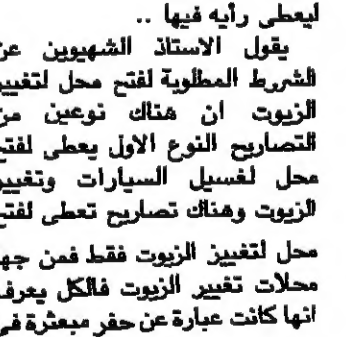 ليعطى رأيه فيها ..
يقول الاستاذ الشهيوين عن
الشروط المطلوبة لفتح محل لتغيير
الزيوت ان هناك نوعين من
التصاريح النوع الاول يعطى لفتح
محل لغسيل السيارات وتغيير
الزيوت وهناك تصاريح تعطى لفتح
محل لتغييز الزيوت فقط فمن جهة
محلات تغيير الزيوت فالكل يعرف
انها كانت عبارة عن حفر مبعثرة في